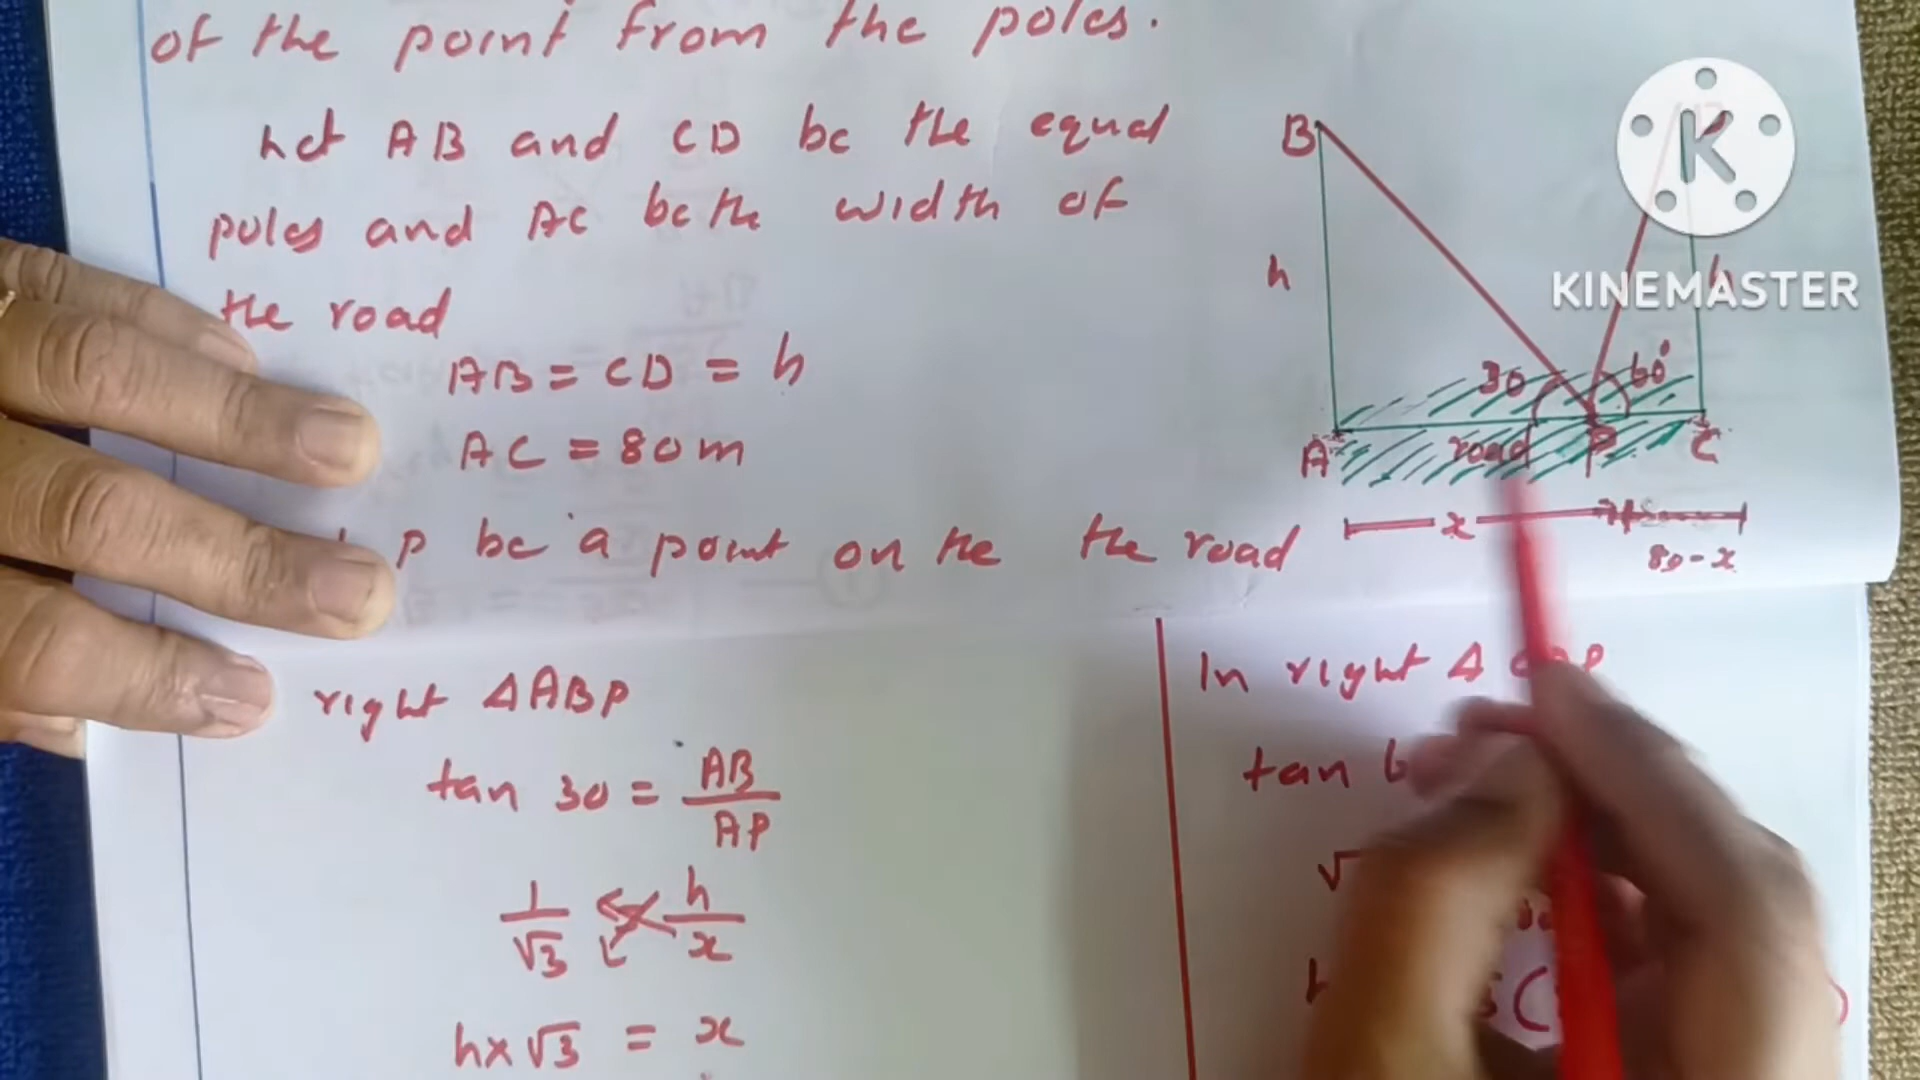 of the point from the poles.
Let AB and CD be the equal
poles and AC be the width of
the road
AB = CD = h
AC = 80m
P be a point on the the road
right ΔABP
tan 30 = AB/AP
1/√3 = h/x
h×√3 = x
B
h
30
60°
A
road
P
C
x
80-x
h
K
KINEMASTER
In right Δ
tan